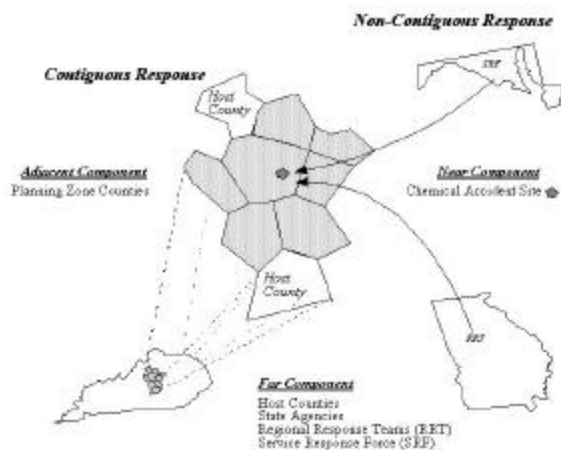 Non-Contiguous Response
SRF
Contiguous Response
Host
County
Adjacent Component
Planning Zone Counties
Near Component
Chemical Accident Site
Host
County
Far Component
Host Counties
State Agencies
Regional Response Teams (RRT)
Service Response Force (SRF)